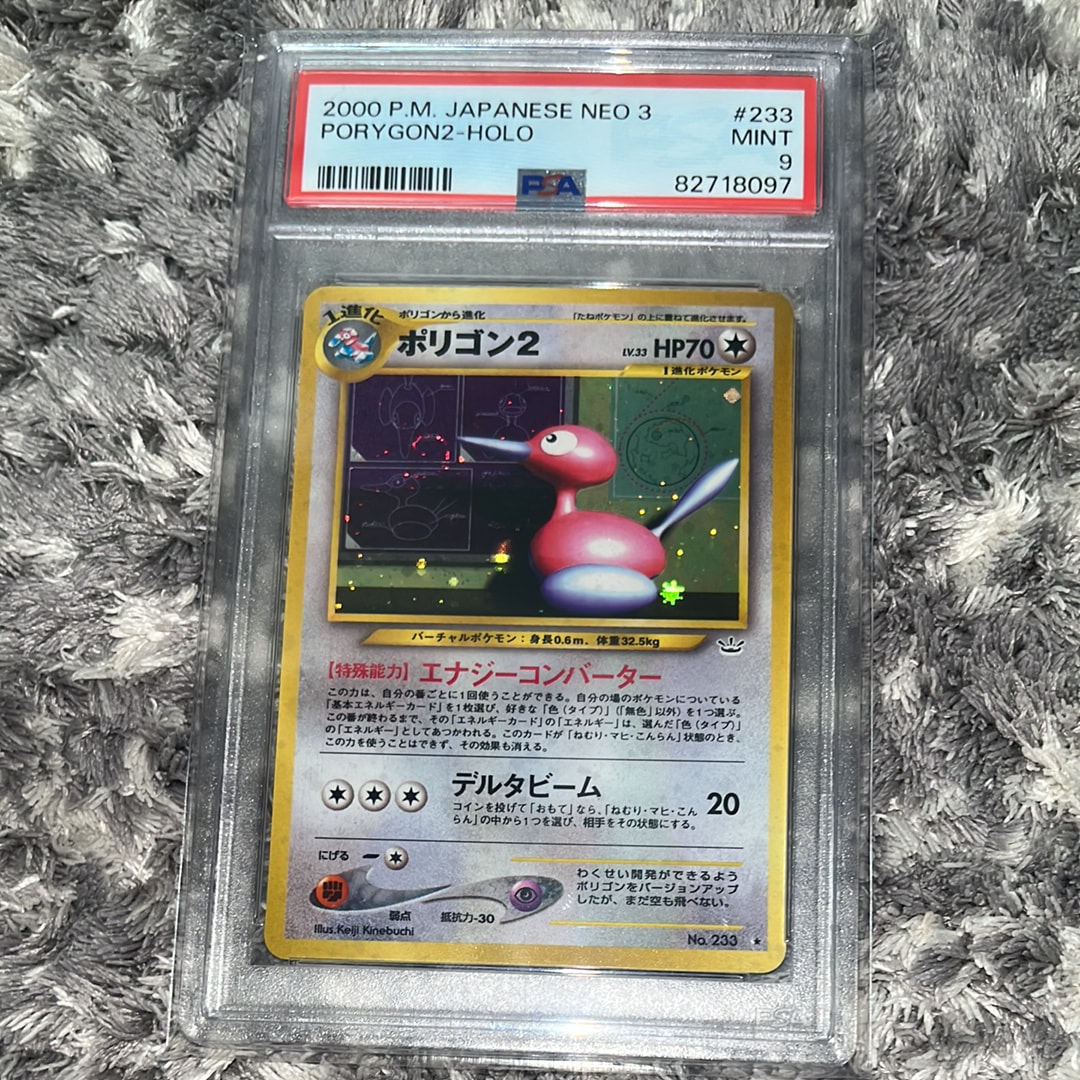 2000 P.M. JAPANESE NEO 3 #233
PORYGON2-HOLO MINT
9
PSA 82718097
1進化 ポリゴンから進化 「たねポケモン」の上に重ねて進化させます。
ポリゴン2 LV.33 HP70
1進化ポケモン
バーチャルポケモン:身長0.6m、体重32.5kg
【特殊能力】エナジーコンバーター
この力は、自分の番ごとに1回使うことができる。自分の場のポケモンについている
「基本エネルギーカード」を1枚選び、好きな「色(タイプ)」(「無色」以外)を1つ選ぶ。
この番が終わるまで、その「エネルギーカード」の「エネルギー」は、選んだ「色(タイプ)」
の「エネルギー」としてあつかわれる。このカードが「ねむり・マヒ・こんらん」状態のとき、
この力を使うことはできず、その効果も消える。
デルタビーム 20
コインを投げて「おもて」なら、「ねむり・マヒ・こん
らん」の中から1つを選び、相手をその状態にする。
にげる
弱点 抵抗力-30
わくせい開発ができるよう
ポリゴンをバージョンアップ
したが、まだ空も飛べない。
Illus. Keiji Kinebuchi No. 233 ★